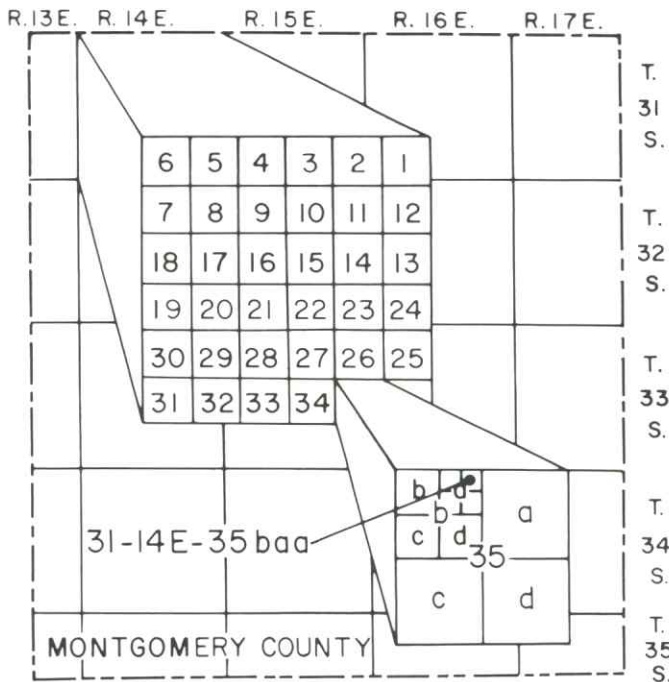 R.13E. R.14E. R.15E. R.16E. R.17E.
T.
31
S.
T.
32
S.
T.
33
S.
T.
34
S.
T.
35
S.
6 5 4 3 2 1
7 8 9 10 11 12
18 17 16 15 14 13
19 20 21 22 23 24
30 29 28 27 26 25
31 32 33 34
b a
b a
c d
35
c d
31-14E-35baa
MONTGOMERY COUNTY